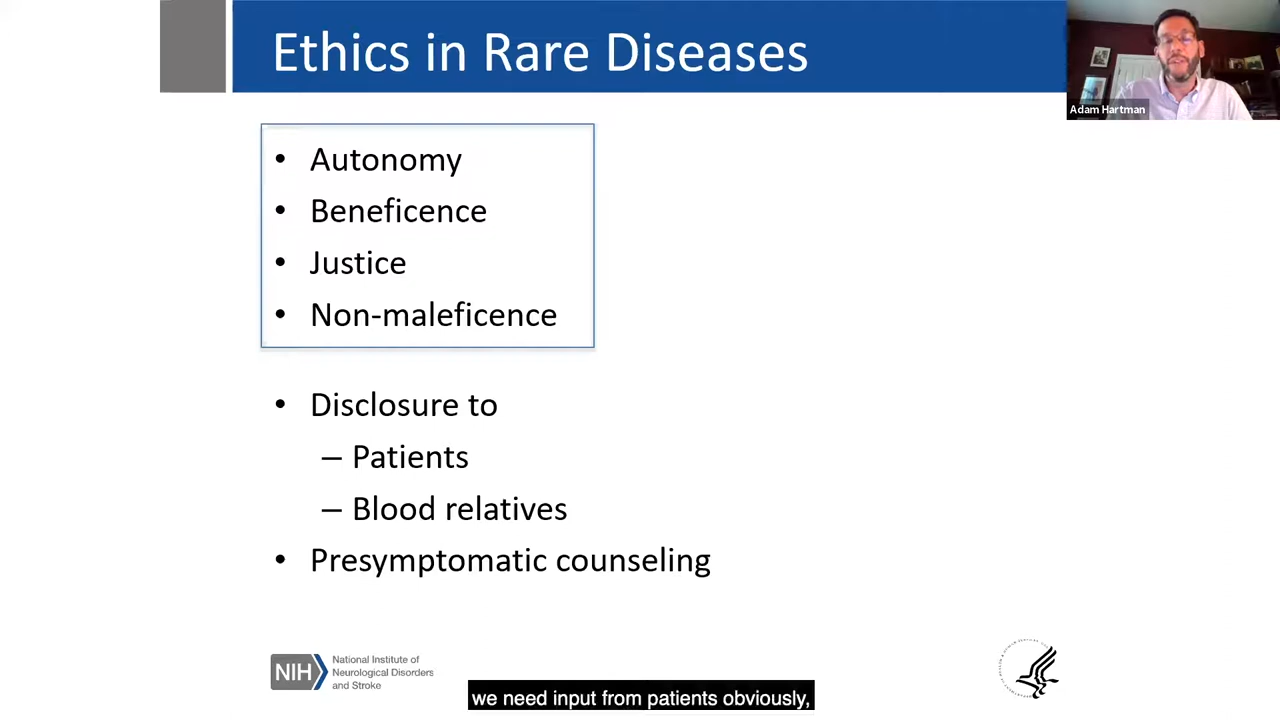 Ethics in Rare Diseases
Adam Hartman
• Autonomy
• Beneficence
• Justice
• Non-maleficence
• Disclosure to
– Patients
– Blood relatives
• Presymptomatic counseling
NIH
National Institute of
Neurological Disorders
and Stroke
we need input from patients obviously,